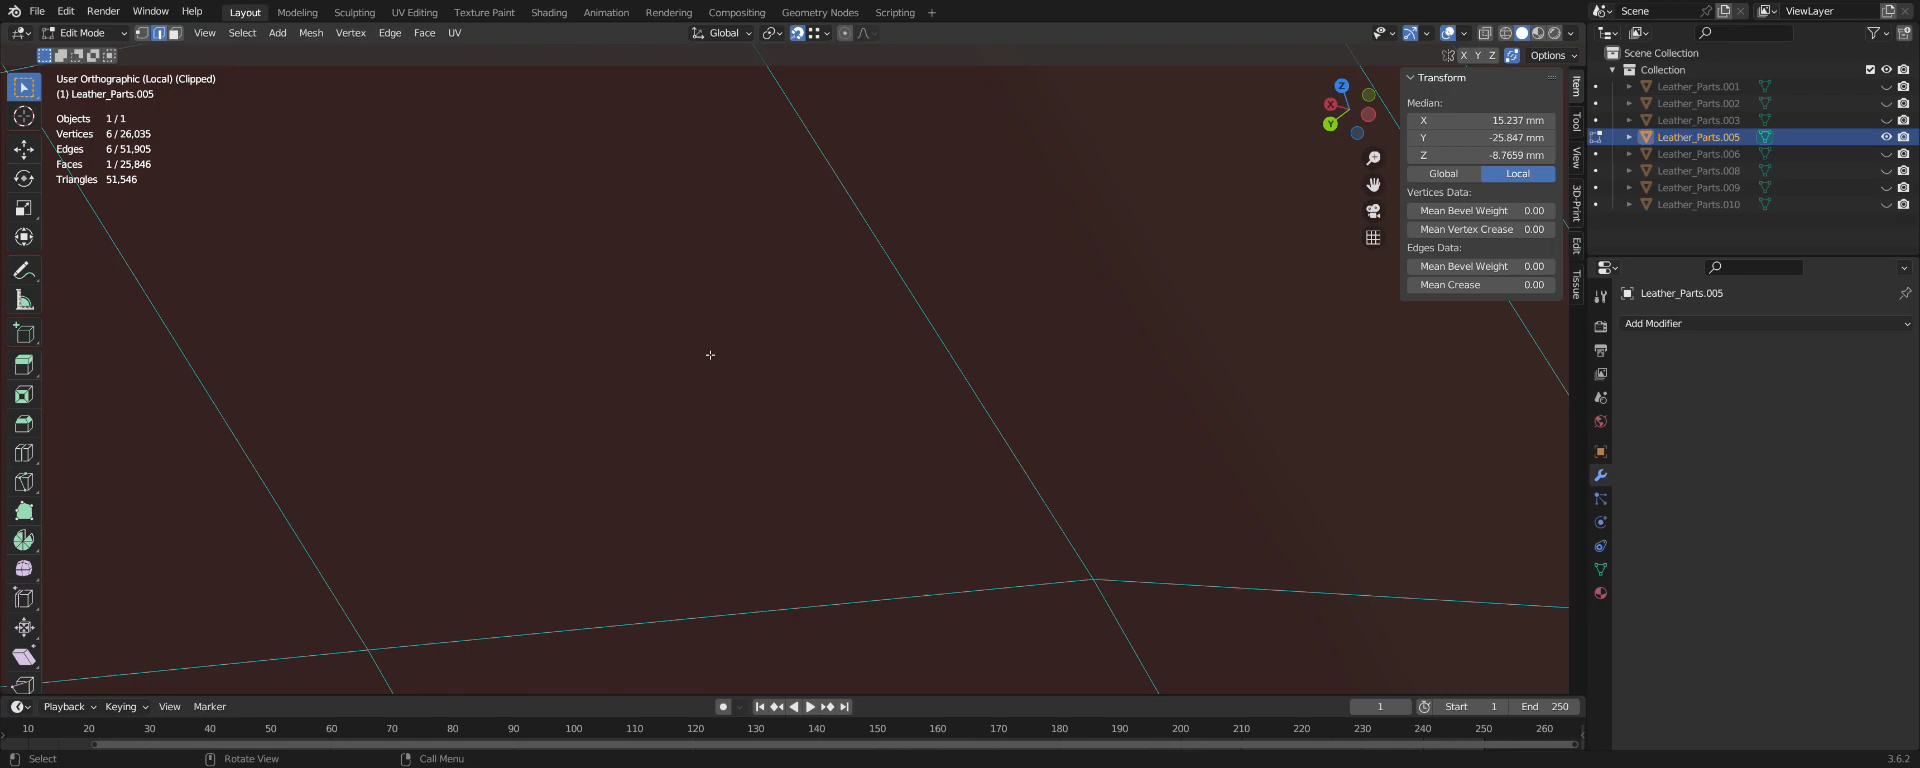 File Edit Render Window Help Layout Modeling Sculpting UV Editing Texture Paint Shading Animation Rendering Compositing Geometry Nodes Scripting + Scene ViewLayer
Edit Mode View Select Add Mesh Vertex Edge Face UV Global
X Y Z Options
User Orthographic (Local) (Clipped)
(1) Leather_Parts.005
Objects 1 / 1
Vertices 6 / 26,035
Edges 6 / 51,905
Faces 1 / 25,846
Triangles 51,546
Z
X
Y
Transform
Median:
X 15.237 mm
Y -25.847 mm
Z -8.7659 mm
Global Local
Vertices Data:
Mean Bevel Weight 0.00
Mean Vertex Crease 0.00
Edges Data:
Mean Bevel Weight 0.00
Mean Crease 0.00
Item
Tool
View
3D-Print
Edit
Tissue
Scene Collection
Collection
Leather_Parts.001
Leather_Parts.002
Leather_Parts.003
Leather_Parts.005
Leather_Parts.006
Leather_Parts.008
Leather_Parts.009
Leather_Parts.010
Leather_Parts.005
Add Modifier
Playback Keying View Marker 1 Start 1 End 250
10 20 30 40 50 60 70 80 90 100 110 120 130 140 150 160 170 180 190 200 210 220 230 240 250 260
Select Rotate View Call Menu 3.6.2